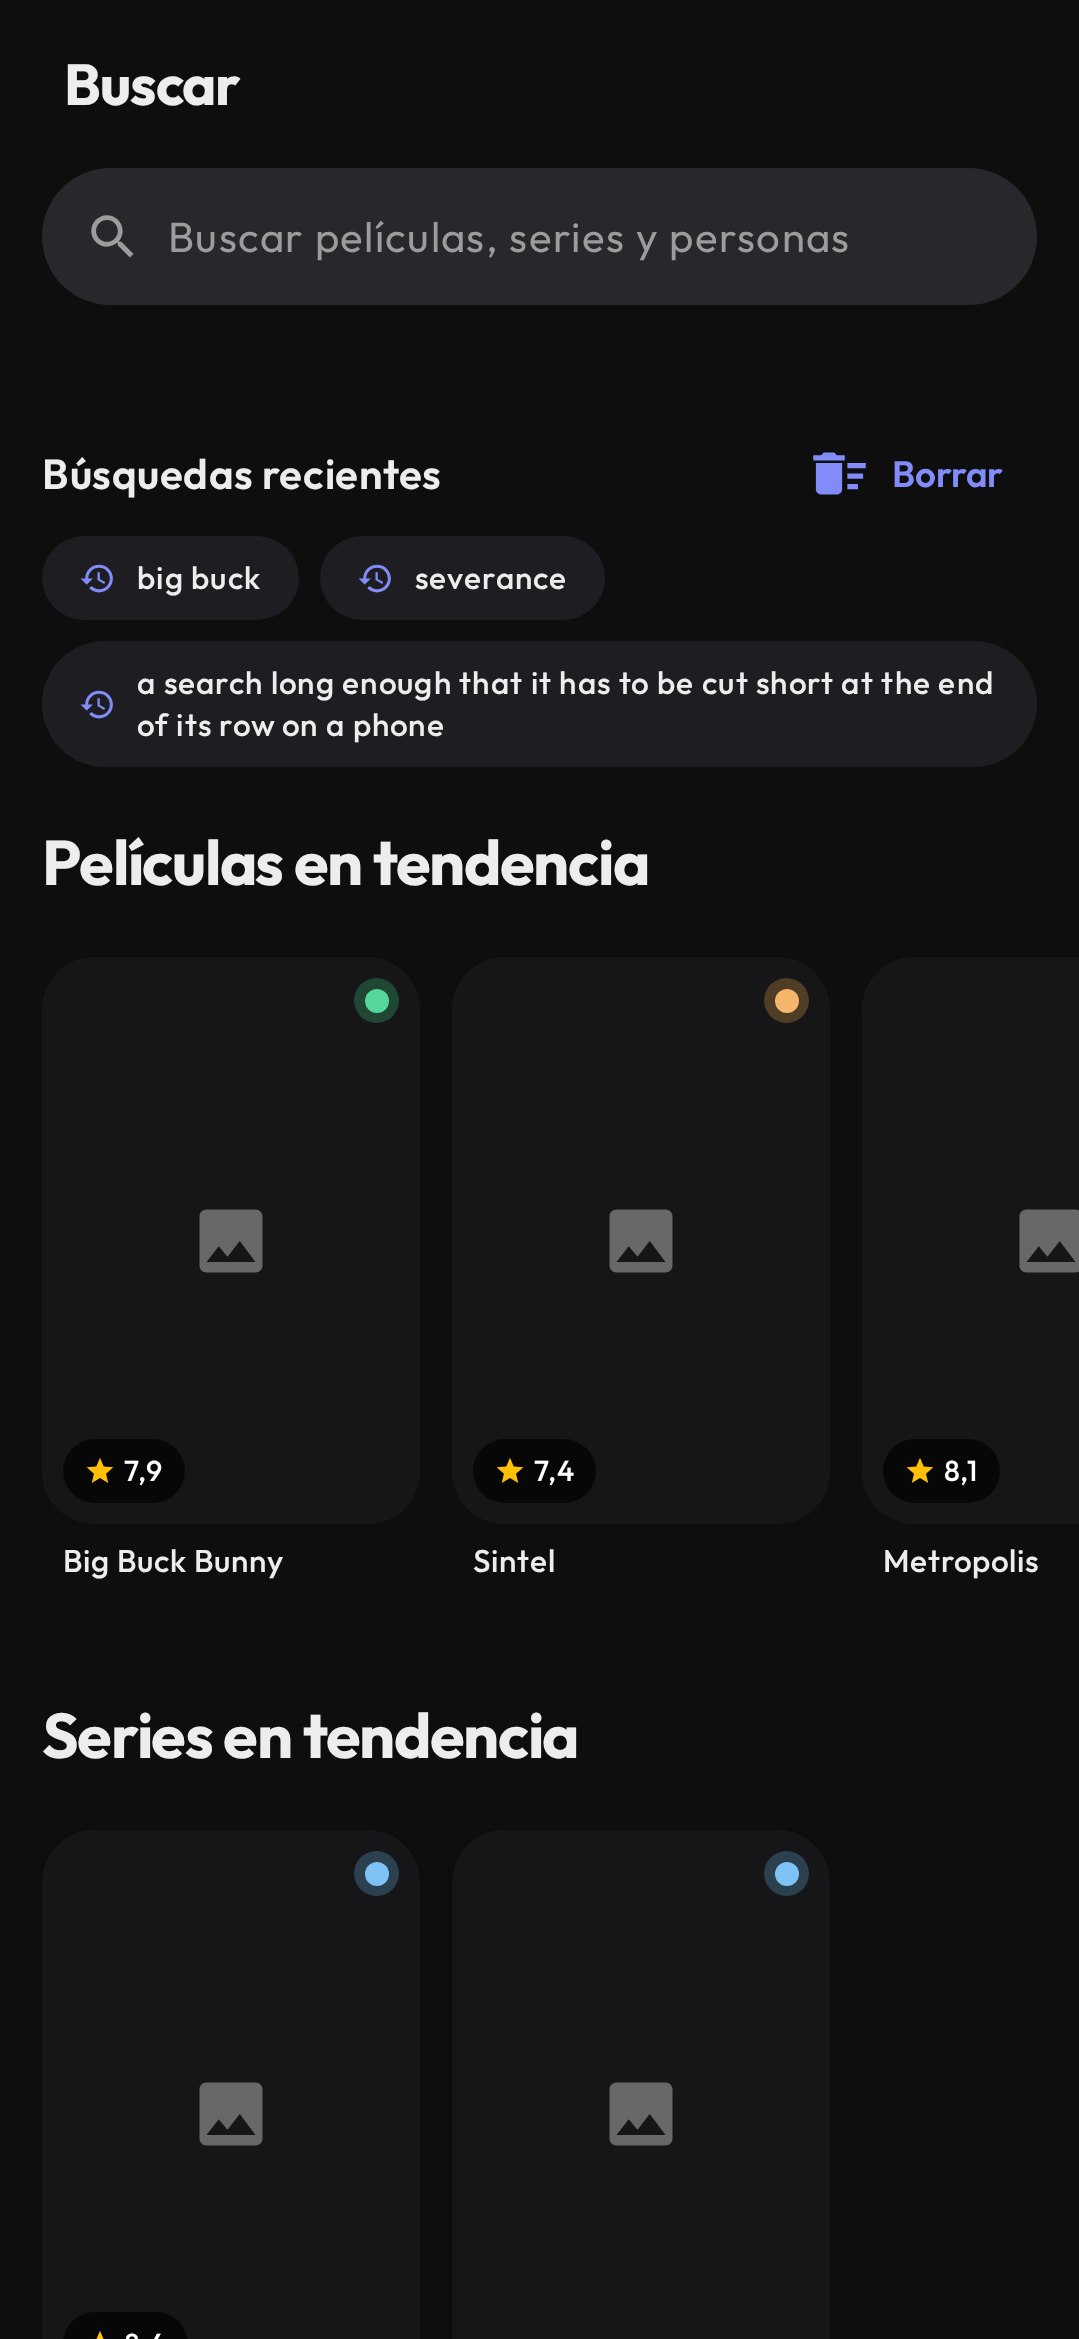 Buscar
Buscar películas, series y personas
Búsquedas recientes
Borrar
big buck
severance
a search long enough that it has to be cut short at the end
of its row on a phone
Películas en tendencia
7,9
7,4
8,1
Big Buck Bunny
Sintel
Metropolis
Series en tendencia